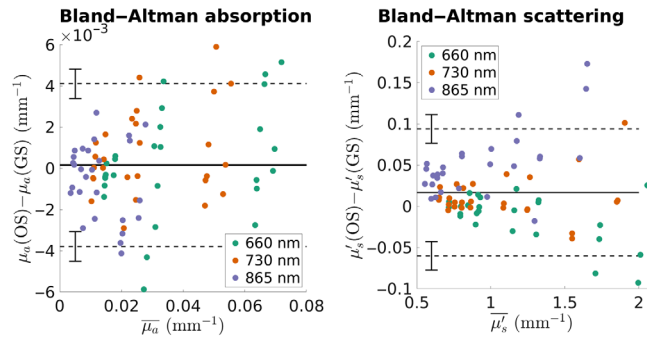 Bland−Altman absorption
×10⁻³
6
4
2
0
−2
−4
−6
0
0.02
0.04
0.06
0.08
μₐ(OS)−μₐ(GS) (mm⁻¹)
μ̅ₐ̅ (mm⁻¹)
660 nm
730 nm
865 nm
Bland−Altman scattering
0.2
0.15
0.1
0.05
0
−0.05
−0.1
0.5
1
1.5
2
μ′ₛ(OS)−μ′ₛ(GS) (mm⁻¹)
μ̅′̅ₛ̅ (mm⁻¹)
660 nm
730 nm
865 nm